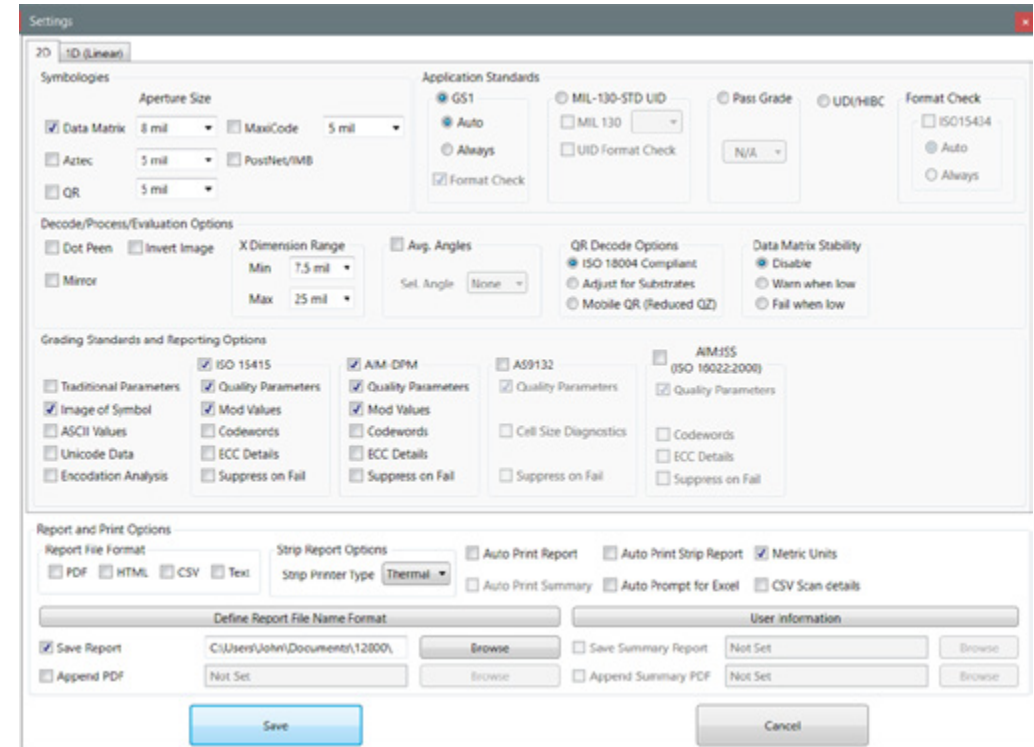 Settings
2D 1D (Linear)
Symbologies
Aperture Size
Data Matrix 8 mil MaxiCode 5 mil
Aztec 5 mil PostNet/IMB
QR 5 mil
Application Standards
GS1 MIL-130-STD UID Pass Grade UDI/HIBC Format Check
Auto MIL 130 ISO15434
Always UID Format Check N/A Auto
Format Check Always
Decode/Process/Evaluation Options
Dot Peen Invert Image X Dimension Range Avg. Angles QR Decode Options Data Matrix Stability
Min 7.5 mil ISO 18004 Compliant Disable
Mirror Sel. Angle None Adjust for Substrates Warn when low
Max 25 mil Mobile QR (Reduced QZ) Fail when low
Grading Standards and Reporting Options
ISO 15415 AIM-DPM AS9132 AIM:ISS
(ISO 16022:2000)
Traditional Parameters Quality Parameters Quality Parameters Quality Parameters Quality Parameters
Image of Symbol Mod Values Mod Values
ASCII Values Codewords Codewords Cell Size Diagnostics Codewords
Unicode Data ECC Details ECC Details ECC Details
Encodation Analysis Suppress on Fail Suppress on Fail Suppress on Fail Suppress on Fail
Report and Print Options
Report File Format Strip Report Options Auto Print Report Auto Print Strip Report Metric Units
PDF HTML CSV Text Strip Printer Type Thermal Auto Print Summary Auto Prompt for Excel CSV Scan details
Define Report File Name Format User Information
Save Report C:\Users\John\Documents\12800\ Browse Save Summary Report Not Set Browse
Append PDF Not Set Browse Append Summary PDF Not Set Browse
Save Cancel